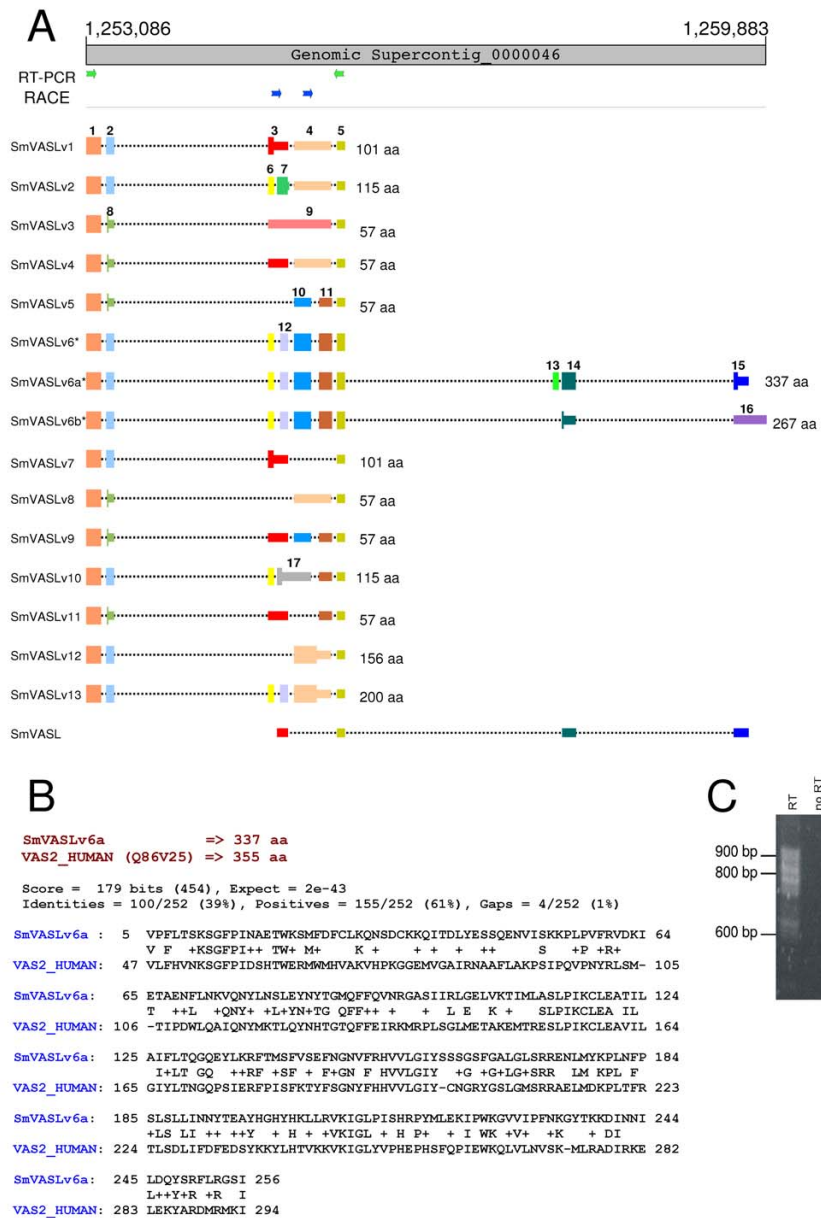 A
1,253,086 1,259,883
Genomic Supercontig_0000046
RT-PCR
RACE
1 2 3 4 5
SmVASLv1 101 aa
6 7
SmVASLv2 115 aa
8 9
SmVASLv3 57 aa
SmVASLv4 57 aa
10 11
SmVASLv5 57 aa
12
SmVASLv6*
13 14 15
SmVASLv6a* 337 aa
16
SmVASLv6b* 267 aa
SmVASLv7 101 aa
SmVASLv8 57 aa
SmVASLv9 57 aa
17
SmVASLv10 115 aa
SmVASLv11 57 aa
SmVASLv12 156 aa
SmVASLv13 200 aa
SmVASL
B
SmVASLv6a => 337 aa
VAS2_HUMAN (Q86V25) => 355 aa
Score = 179 bits (454), Expect = 2e-43
Identities = 100/252 (39%), Positives = 155/252 (61%), Gaps = 4/252 (1%)
SmVASLv6a : 5 VPFLTSKSGFPINAETWKSMFDFCLKQNSDCKKQITDLYESSQENVISKKPLPVFRVDKI 64
V F +KSGFPI++ TW+ M+ K + + + ++ S +P +R+
VAS2_HUMAN: 47 VLFHVNKSGFPIDSHTWERMWMHVAKVHPKGGEMVGAIRNAAFLAKPSIPQVPNYRLSM- 105
SmVASLv6a: 65 ETAENFLNKVQNYLNSLEYNYTGMQFFQVNRGASIIRLGELVKTIMLASLPIKCLEATIL 124
T ++L +QNY+ +L+YN+TG QFF++++ + L E K + SLPIKCLEA IL
VAS2_HUMAN: 106 -TIPDWLQAIQNYMKTLQYNHTGTQFFEIRKMRPLSGLMETAKEMTRESLPIKCLEAVIL 164
SmVASLv6a: 125 AIFLTQGQEYLKRFTMSFVSEFNGNVFRHVVLGIYSSSGSFGALGLSRRENLMYKPLNFP 184
I+LT GQ ++RF +SF + F+GN F HVVLGIY +G +G+LG+SRR LM KPL F
VAS2_HUMAN: 165 GIYLTNGQPSIERFPISFKTYFSGNYFHHVVLGIY-CNGRYGSLGMSRRAELMDKPLTFR 223
SmVASLv6a: 185 SLSLLINNYTEAYHGHYHKLLRVKIGLPISHRPYMLEKIPWKGVVIPFNKGYTKKDINNI 244
+LS LI ++ ++Y + H + +VKIGL + H P+ + I WK +V+ +K + DI
VAS2_HUMAN: 224 TLSDLIFDFEDSYKKYLHTVKKVKIGLYVPHEPHSFQPIEWKQLVLNVSK-MLRADIRKE 282
SmVASLv6a: 245 LDQYSRFLRGSI 256
L++Y+R +R I
VAS2_HUMAN: 283 LEKYARDMRMKI 294
C
RT no RT
900 bp
800 bp
600 bp